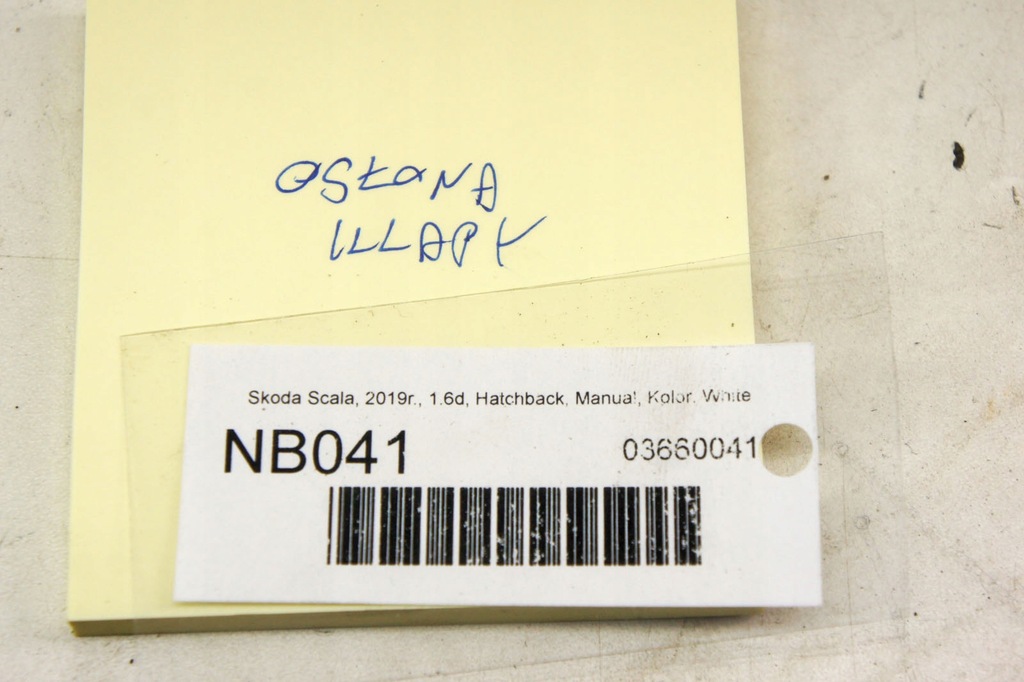 OSŁONA
Skoda Scala, 2019r., 1.6d, Hatchback, Manual, Kolor: White
NB041
03660041